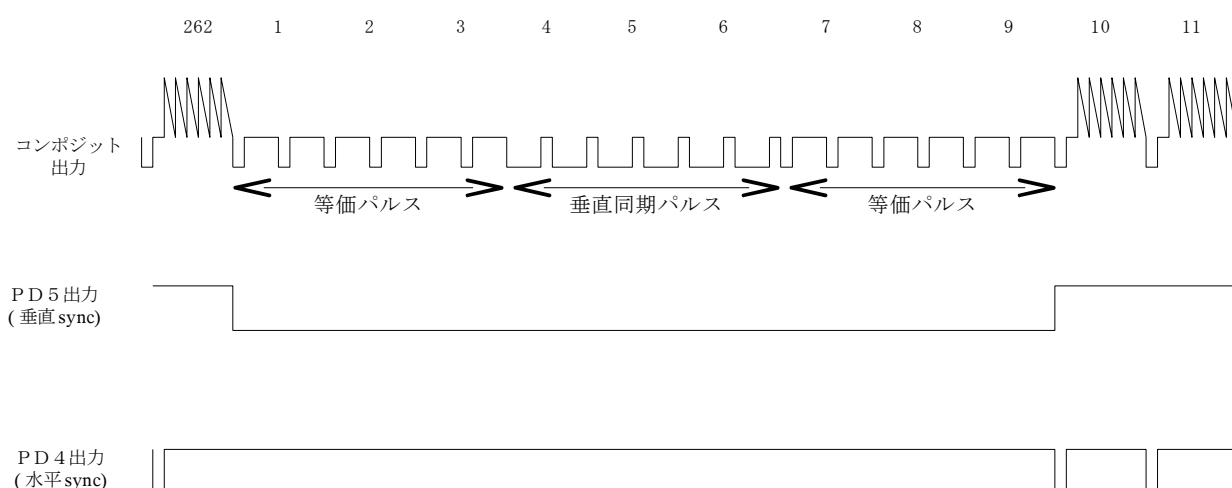 262 1 2 3 4 5 6 7 8 9 10 11
コンポジット
出力
等価パルス 垂直同期パルス 等価パルス
ＰＤ５出力
(垂直sync)
ＰＤ４出力
(水平sync)